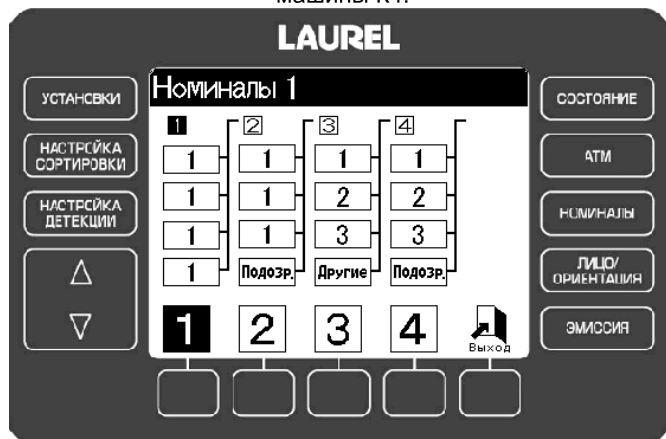 машины
LAUREL
УСТАНОВКИ
НАСТРОЙКА
СОРТИРОВКИ
НАСТРОЙКА
ДЕТЕКЦИИ
Номиналы 1
1 2 3 4
1 1 1 1
1 1 2 2
1 1 3 3
1 Подозр. Другие Подозр.
1 2 3 4 Выход
СОСТОЯНИЕ
АТМ
НОМИНАЛЫ
ЛИЦО/
ОРИЕНТАЦИЯ
ЭМИССИЯ